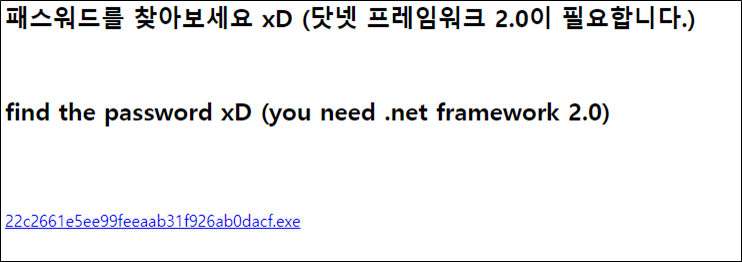 패스워드를 찾아보세요 xD (닷넷 프레임워크 2.0이 필요합니다.)
find the password xD (you need .net framework 2.0)
22c2661e5ee99feeaab31f926ab0dacf.exe